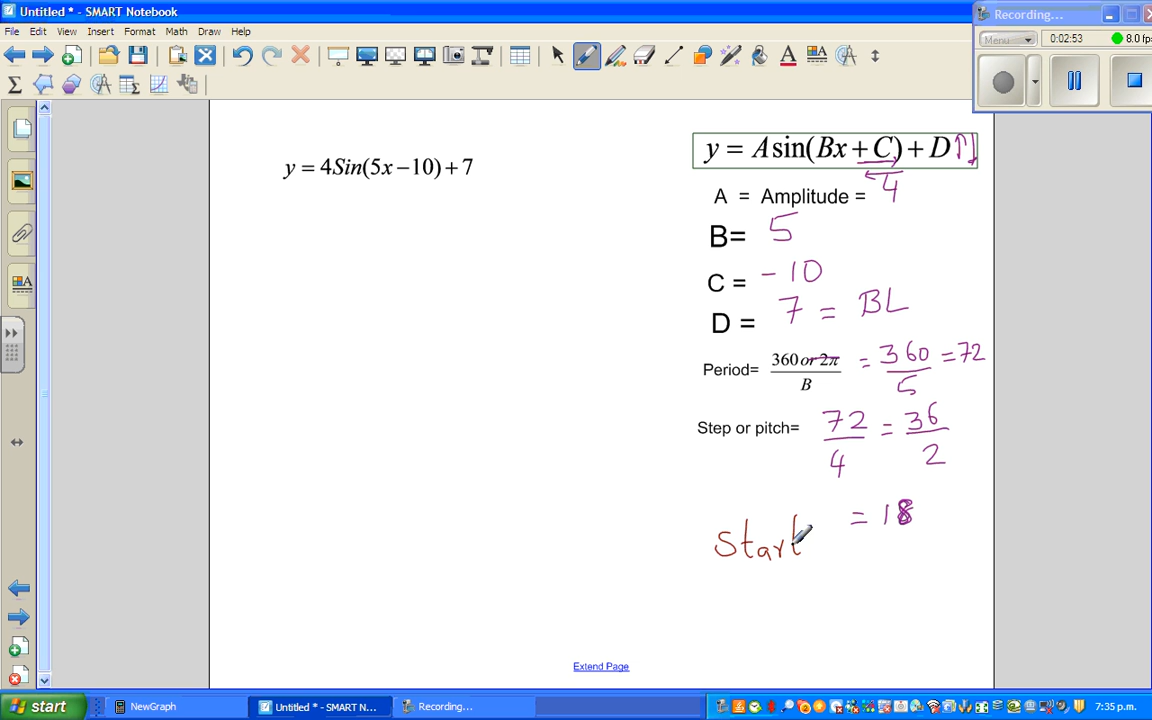 Untitled * - SMART Notebook
Recording...
File Edit View Insert Format Math Draw Help
Menu
0:02:53
8.0 fp
y = 4Sin(5x − 10) + 7
y = A sin(Bx + C) + D ↑↓
←
A = Amplitude = 4
B= 5
C = -10
D = 7 = BL
Period= 360 or 2π / B = 360 / 5 = 72
Step or pitch= 72 / 4 = 36 / 2
= 18
Start
Extend Page
start
NewGraph
Untitled * - SMART N...
Recording...
7:35 p.m.